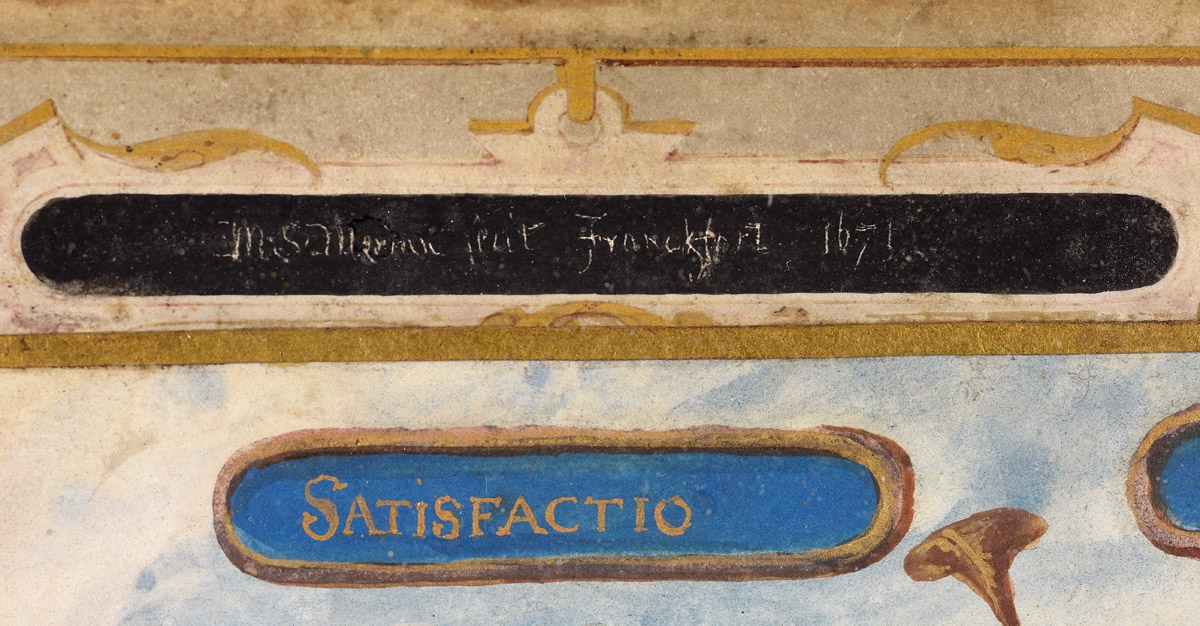 M. S. Merian fecit Franckfort 1671
SATiSFACTIO